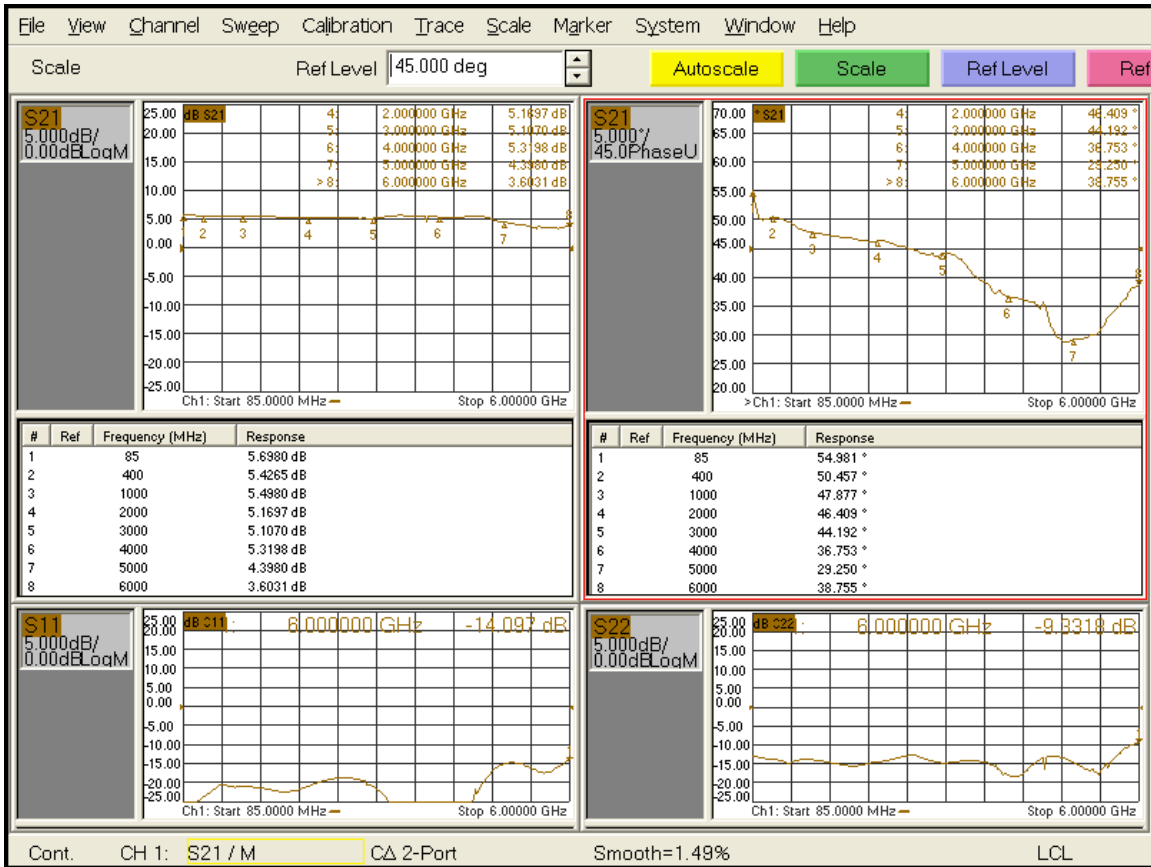 File View Channel Sweep Calibration Trace Scale Marker System Window Help
Scale Ref Level 45.000 deg Autoscale Scale Ref Level Ref
S21
5.000dB/
0.00dBLogM
25.00
20.00
15.00
10.00
5.00
0.00
-5.00
-10.00
-15.00
-20.00
-25.00
dB S21
4: 2.000000 GHz 5.1697 dB
5: 3.000000 GHz 5.1070 dB
6: 4.000000 GHz 5.3198 dB
7: 5.000000 GHz 4.3980 dB
>8: 6.000000 GHz 3.6031 dB
2 3 4 5 6 7 8
Ch1: Start 85.0000 MHz Stop 6.00000 GHz
S21
5.000°/
45.0PhaseU
70.00
65.00
60.00
55.00
50.00
45.00
40.00
35.00
30.00
25.00
20.00
° S21
4: 2.000000 GHz 46.409 °
5: 3.000000 GHz 44.192 °
6: 4.000000 GHz 36.753 °
7: 5.000000 GHz 29.250 °
>8: 6.000000 GHz 38.755 °
2 3 4 5 6 7 8
>Ch1: Start 85.0000 MHz Stop 6.00000 GHz
# Ref Frequency (MHz) Response
1 85 5.6980 dB
2 400 5.4265 dB
3 1000 5.4980 dB
4 2000 5.1697 dB
5 3000 5.1070 dB
6 4000 5.3198 dB
7 5000 4.3980 dB
8 6000 3.6031 dB
# Ref Frequency (MHz) Response
1 85 54.981 °
2 400 50.457 °
3 1000 47.877 °
4 2000 46.409 °
5 3000 44.192 °
6 4000 36.753 °
7 5000 29.250 °
8 6000 38.755 °
S11
5.000dB/
0.00dBLogM
25.00
20.00
15.00
10.00
5.00
0.00
-5.00
-10.00
-15.00
-20.00
-25.00
dB S11 : 6.000000 GHz -14.097 dB
Ch1: Start 85.0000 MHz Stop 6.00000 GHz
S22
5.000dB/
0.00dBLogM
25.00
20.00
15.00
10.00
5.00
0.00
-5.00
-10.00
-15.00
-20.00
-25.00
dB S22 : 6.000000 GHz -9.3318 dB
Ch1: Start 85.0000 MHz Stop 6.00000 GHz
Cont. CH 1: S21 / M CΔ 2-Port Smooth=1.49% LCL